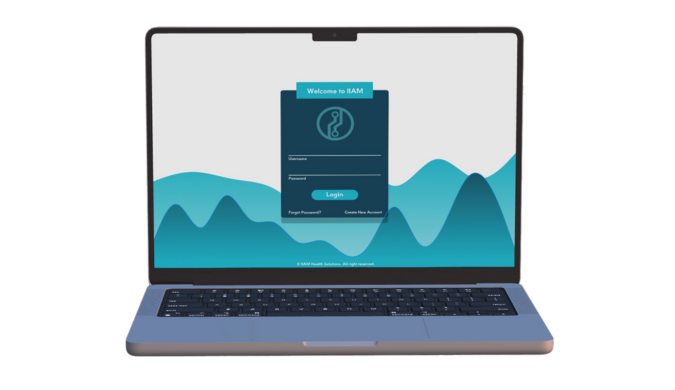 Welcome to IIAM
Username
Password
Login
Forgot Password? Create New Account
© IIAM Health Solutions. All right reserved